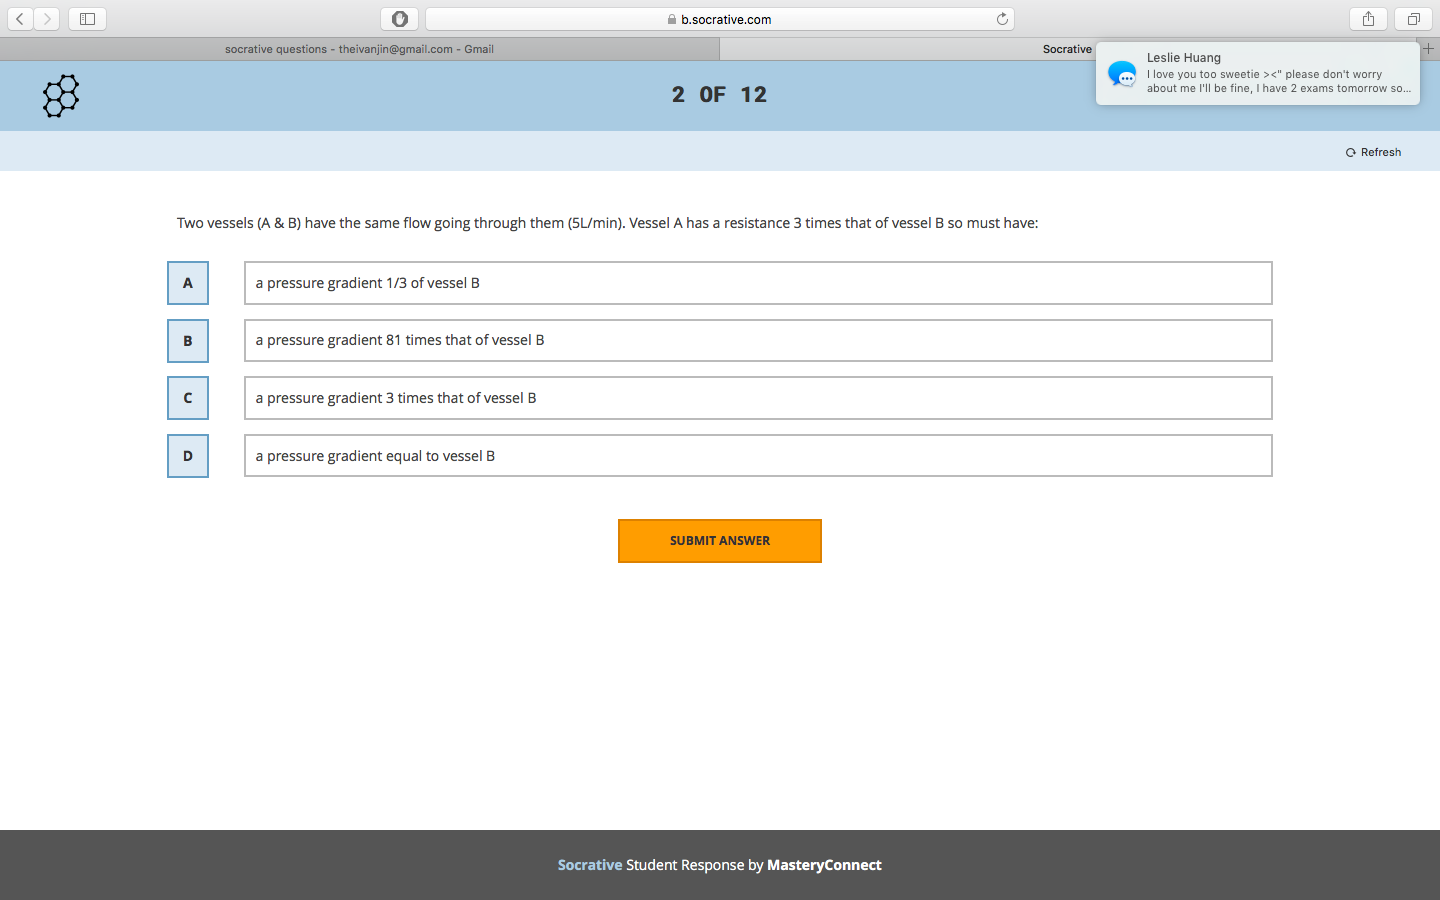 b.socrative.com
socrative questions - theivanjin@gmail.com - Gmail
Socrative
Leslie Huang
I love you too sweetie ><" please don't worry
about me I'll be fine, I have 2 exams tomorrow so...
2 OF 12
Refresh
Two vessels (A & B) have the same flow going through them (5L/min). Vessel A has a resistance 3 times that of vessel B so must have:
A
a pressure gradient 1/3 of vessel B
B
a pressure gradient 81 times that of vessel B
C
a pressure gradient 3 times that of vessel B
D
a pressure gradient equal to vessel B
SUBMIT ANSWER
Socrative Student Response by MasteryConnect